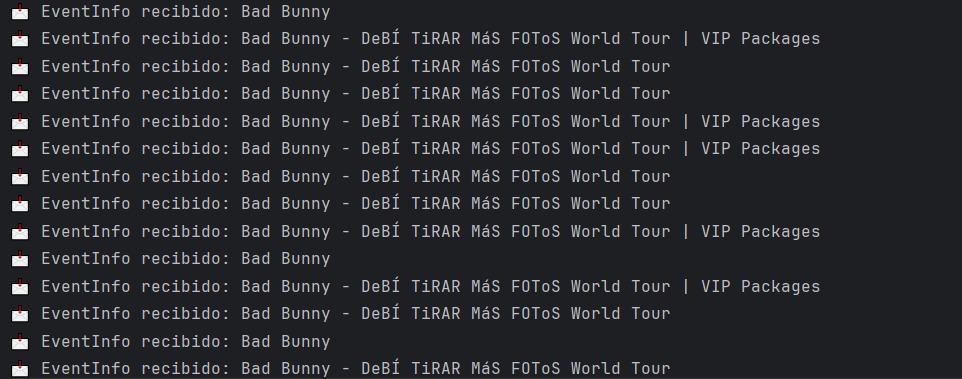 📩 EventInfo recibido: Bad Bunny
📩 EventInfo recibido: Bad Bunny - DeBÍ TiRAR MáS FOToS World Tour | VIP Packages
📩 EventInfo recibido: Bad Bunny - DeBÍ TiRAR MáS FOToS World Tour
📩 EventInfo recibido: Bad Bunny - DeBÍ TiRAR MáS FOToS World Tour
📩 EventInfo recibido: Bad Bunny - DeBÍ TiRAR MáS FOToS World Tour | VIP Packages
📩 EventInfo recibido: Bad Bunny - DeBÍ TiRAR MáS FOToS World Tour | VIP Packages
📩 EventInfo recibido: Bad Bunny - DeBÍ TiRAR MáS FOToS World Tour
📩 EventInfo recibido: Bad Bunny - DeBÍ TiRAR MáS FOToS World Tour
📩 EventInfo recibido: Bad Bunny - DeBÍ TiRAR MáS FOToS World Tour | VIP Packages
📩 EventInfo recibido: Bad Bunny
📩 EventInfo recibido: Bad Bunny - DeBÍ TiRAR MáS FOToS World Tour | VIP Packages
📩 EventInfo recibido: Bad Bunny - DeBÍ TiRAR MáS FOToS World Tour
📩 EventInfo recibido: Bad Bunny
📩 EventInfo recibido: Bad Bunny - DeBÍ TiRAR MáS FOToS World Tour